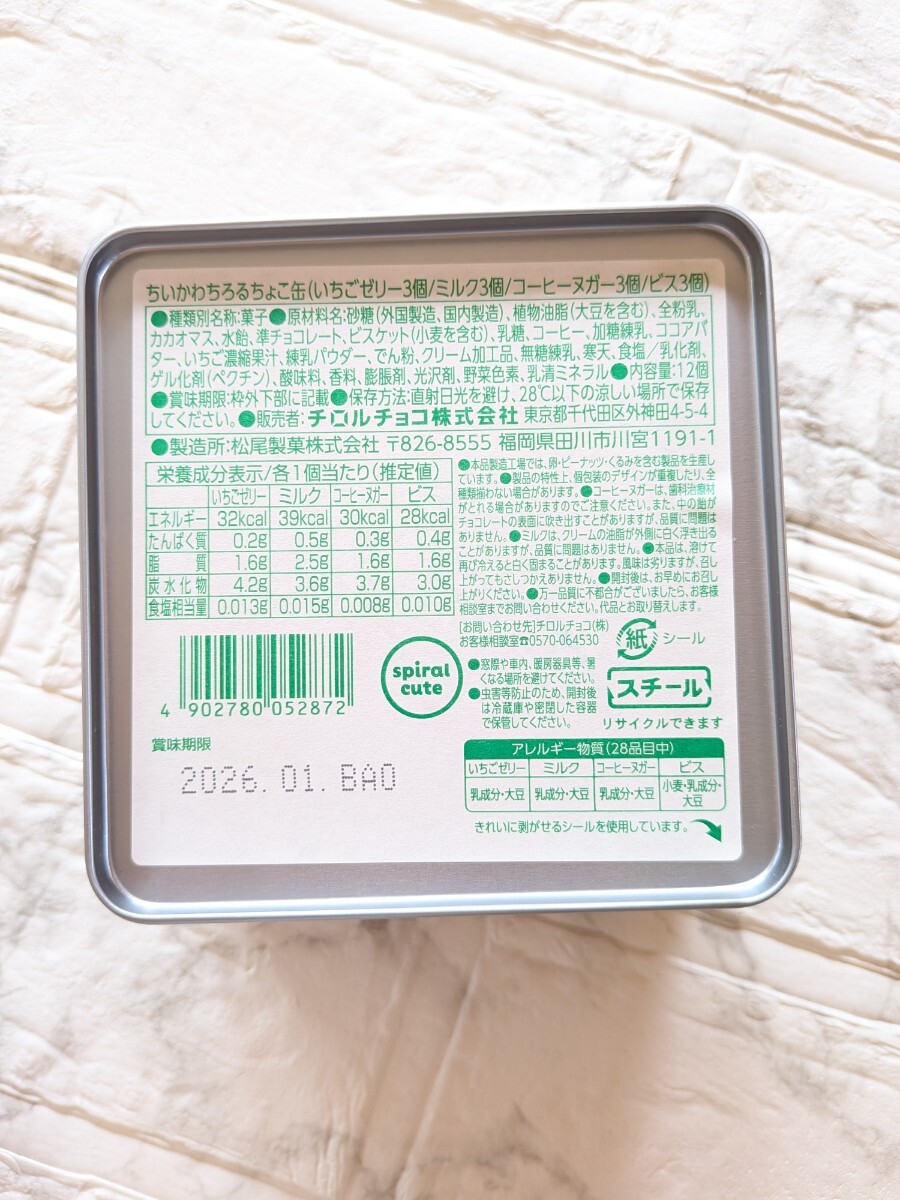 ちいかわちろるちょこ缶(いちごゼリー3個/ミルク3個/コーヒーヌガー3個/ビス3個)
●種類別名称:菓子●原材料名:砂糖(外国製造、国内製造)、植物油脂(大豆を含む)、全粉乳、
カカオマス、水飴、準チョコレート、ビスケット(小麦を含む)、乳糖、コーヒー、加糖練乳、ココアバ
ター、いちご濃縮果汁、練乳パウダー、でん粉、クリーム加工品、無糖練乳、寒天、食塩/乳化剤、
ゲル化剤(ペクチン)、酸味料、香料、膨脹剤、光沢剤、野菜色素、乳清ミネラル●内容量:12個
●賞味期限:枠外下部に記載●保存方法:直射日光を避け、28℃以下の涼しい場所で保存
してください。●販売者:チロルチョコ株式会社 東京都千代田区外神田4-5-4
●製造所:松尾製菓株式会社 〒826-8555 福岡県田川市川宮1191-1
栄養成分表示/各1個当たり(推定値)
いちごゼリー ミルク コーヒーヌガー ビス
エネルギー 32kcal 39kcal 30kcal 28kcal
たんぱく質 0.2g 0.5g 0.3g 0.4g
脂質 1.6g 2.5g 1.6g 1.6g
炭水化物 4.2g 3.6g 3.7g 3.0g
食塩相当量 0.013g 0.015g 0.008g 0.010g
●本品製造工場では、卵・ピーナッツ・くるみを含む製品を生産し
ています。●製品の特性上、個包装のデザインが重複したり、全
種類揃わない場合があります。●コーヒーヌガーは、歯科治療材
がとれる場合がありますのでご注意ください。また、中の飴が
チョコレートの表面に吹き出すことがありますが、品質に問題は
ありません。●ミルクは、クリームの油脂が外側に白く浮き出る
ことがありますが、品質に問題はありません。●本品は、溶けて
再び冷えると白く固まることがあります。風味は劣りますが、召し
上がってもさしつかえありません。●開封後は、お早めにお召し
上がりください。●万一品質に不都合がございましたら、お客様
相談室までお問い合わせください。代品とお取り替えします。
[お問い合わせ先]チロルチョコ(株)
お客様相談室☎0570-064530
紙 シール
●窓際や車内、暖房器具等、暑
くなる場所を避けてください。
●虫害等防止のため、開封後
は冷蔵庫や密閉した容器
で保管してください。
スチール
リサイクルできます
spiral
cute
4 902780 052872
賞味期限
2026.01.BAO
アレルギー物質(28品目中)
いちごゼリー ミルク コーヒーヌガー ビス
乳成分・大豆 乳成分・大豆 乳成分・大豆 小麦・乳成分・
大豆
きれいに剥がせるシールを使用しています。